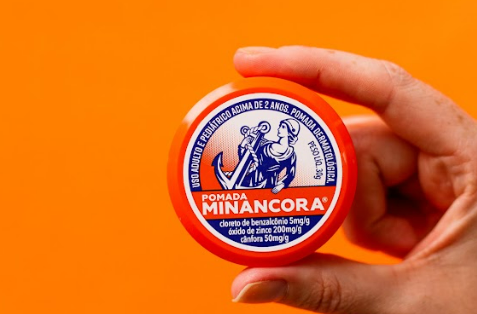 USO ADULTO E PEDIÁTRICO ACIMA DE 2 ANOS. POMADA DERMATOLÓGICA.
PESO LIQ. 30g
POMADA
MINANCORA®
cloreto de benzalcônio 5mg/g
óxido de zinco 200mg/g
cânfora 50mg/g